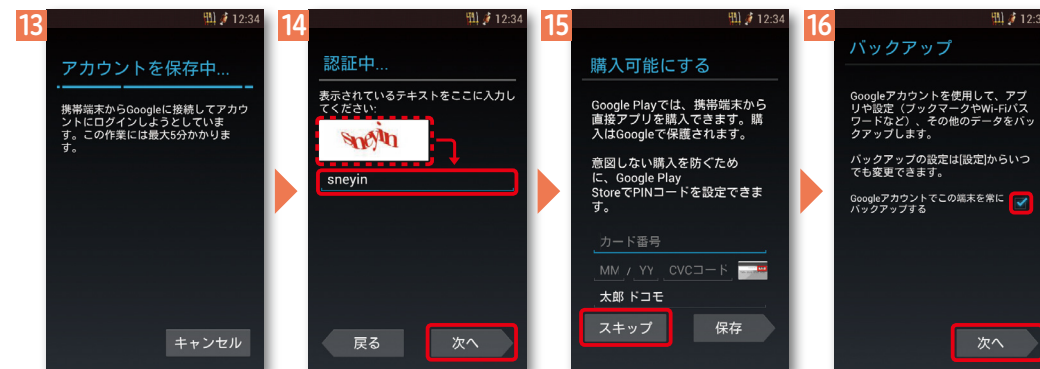 13
12:34
アカウントを保存中...
携帯端末からGoogleに接続してアカウ
ントにログインしようとしていま
す。この作業には最大5分かかりま
す。
キャンセル
14
12:34
認証中...
表示されているテキストをここに入力し
てください:
sneyin
sneyin
戻る
次へ
15
12:34
購入可能にする
Google Playでは、携帯端末から
直接アプリを購入できます。購
入はGoogleで保護されます。
意図しない購入を防ぐため
に、Google Play
StoreでPINコードを設定できま
す。
カード番号
MM / YY CVCコード
太郎 ドコモ
スキップ
保存
16
12:3
バックアップ
Googleアカウントを使用して、アプ
リや設定（ブックマークやWi-Fiパス
ワードなど）、その他のデータをバッ
クアップします。
バックアップの設定は[設定]からいつ
でも変更できます。
Googleアカウントでこの端末を常に
バックアップする
次へ